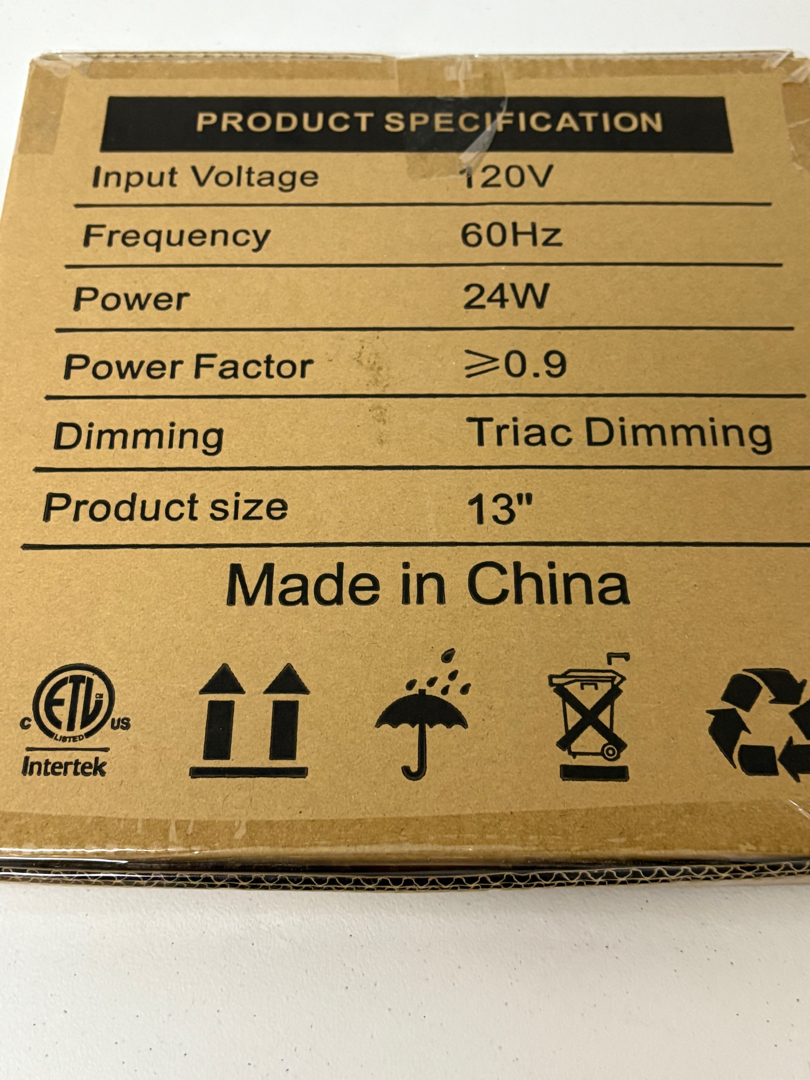 PRODUCT SPECIFICATION
Input Voltage 120V
Frequency 60Hz
Power 24W
Power Factor ⩾0.9
Dimming Triac Dimming
Product size 13"
Made in China
C ETL US
LISTED
Intertek